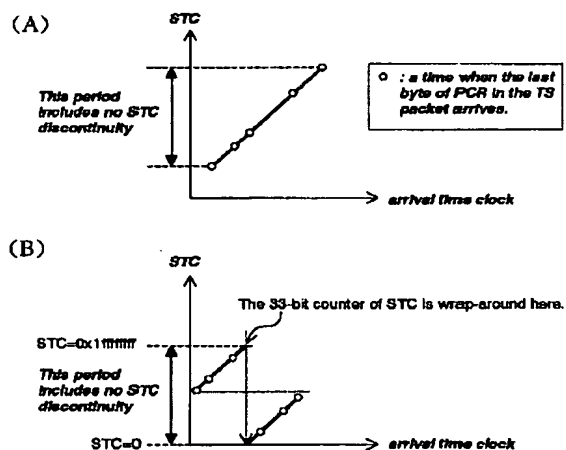 (A)
STC
This period
includes no STC
discontinuity
o : a time when the last
byte of PCR in the TS
packet arrives.
arrival time clock
(B)
STC
The 33-bit counter of STC is wrap-around here.
STC=0x1ffffffff
This period
includes no STC
discontinuity
STC=0
arrival time clock